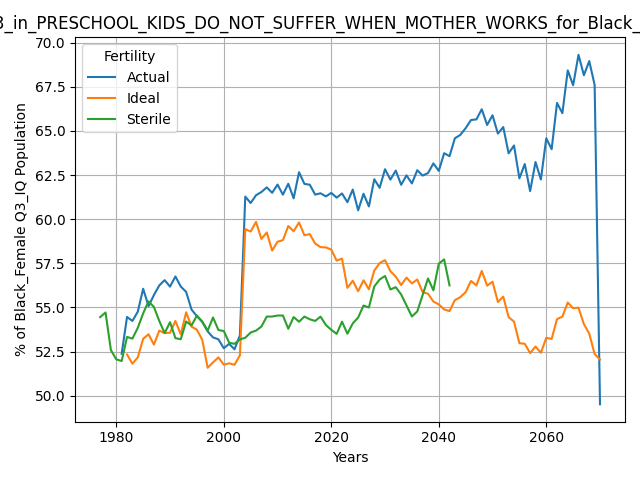 3_in_PRESCHOOL_KIDS_DO_NOT_SUFFER_WHEN_MOTHER_WORKS_for_Black_
Fertility
Actual
Ideal
Sterile
% of Black_Female Q3_IQ Population
70.0
67.5
65.0
62.5
60.0
57.5
55.0
52.5
50.0
1980 2000 2020 2040 2060
Years